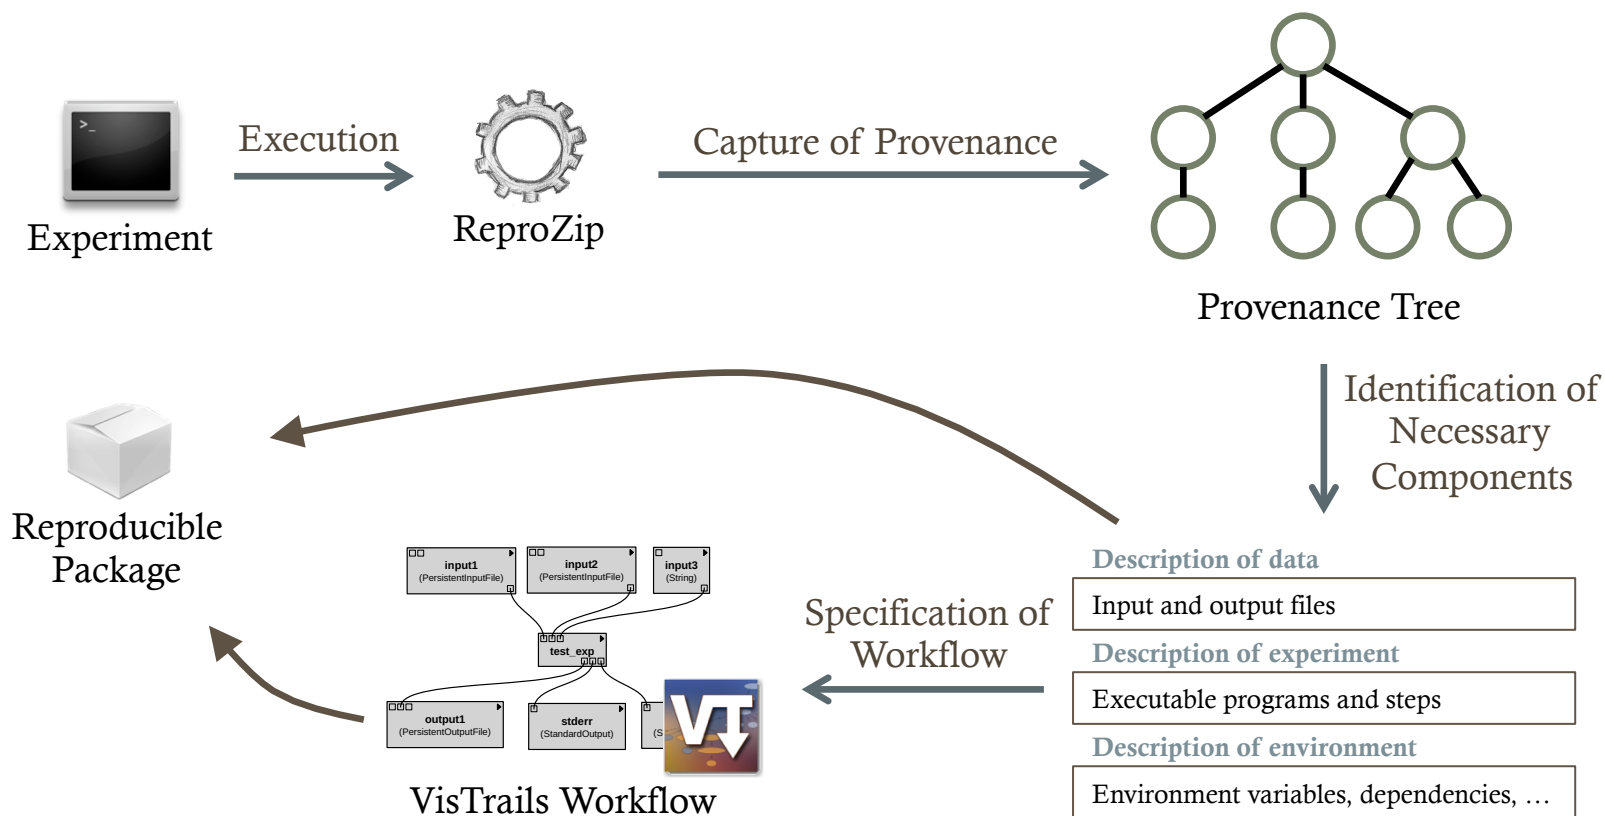 >_
Execution
Capture of Provenance
Experiment
ReproZip
Provenance Tree
Identification of
Necessary
Components
Reproducible
Package
input1
(PersistentInputFile)
input2
(PersistentInputFile)
input3
(String)
test_exp
output1
(PersistentOutputFile)
stderr
(StandardOutput)
(S
VT
VisTrails Workflow
Specification of
Workflow
Description of data
Input and output files
Description of experiment
Executable programs and steps
Description of environment
Environment variables, dependencies, …